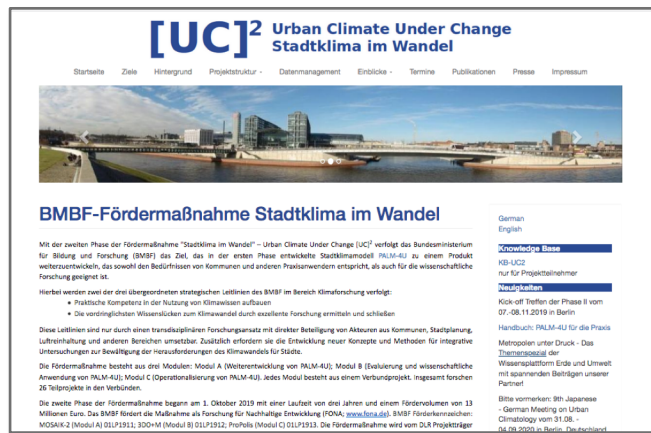 [UC]² Urban Climate Under Change
Stadtklima im Wandel
Startseite Ziele Hintergrund Projektstruktur - Datenmanagement Einblicke - Termine Publikationen Presse Impressum
BMBF-Fördermaßnahme Stadtklima im Wandel
Mit der zweiten Phase der Fördermaßnahme "Stadtklima im Wandel" – Urban Climate Under Change [UC]² verfolgt das Bundesministerium
für Bildung und Forschung (BMBF) das Ziel, das in der ersten Phase entwickelte Stadtklimamodell PALM-4U zu einem Produkt
weiterzuentwickeln, das sowohl den Bedürfnissen von Kommunen und anderen Praxisanwendern entspricht, als auch für die wissenschaftliche
Forschung geeignet ist.
Hierbei werden zwei der drei übergeordneten strategischen Leitlinien des BMBF im Bereich Klimaforschung verfolgt:
• Praktische Kompetenz in der Nutzung von Klimawissen aufbauen
• Die vordringlichsten Wissenslücken zum Klimawandel durch exzellente Forschung ermitteln und schließen
Diese Leitlinien sind nur durch einen transdisziplinären Forschungsansatz mit direkter Beteiligung von Akteuren aus Kommunen, Stadtplanung,
Luftreinhaltung und anderen Bereichen umsetzbar. Zusätzlich erfordern sie die Entwicklung neuer Konzepte und Methoden für integrative
Untersuchungen zur Bewältigung der Herausforderungen des Klimawandels für Städte.
Die Fördermaßnahme besteht aus drei Modulen: Modul A (Weiterentwicklung von PALM-4U); Modul B (Evaluierung und wissenschaftliche
Anwendung von PALM-4U); Modul C (Operationalisierung von PALM-4U). Jedes Modul besteht aus einem Verbundprojekt. Insgesamt forschen
26 Teilprojekte in den Verbünden.
Die zweite Phase der Fördermaßnahme begann am 1. Oktober 2019 mit einer Laufzeit von drei Jahren und einem Fördervolumen von 13
Millionen Euro. Das BMBF fördert die Maßnahme als Forschung für Nachhaltige Entwicklung (FONA; www.fona.de). BMBF Förderkennzeichen:
MOSAIK-2 (Modul A) 01LP1911; 3DO+M (Modul B) 01LP1912; ProPolis (Modul C) 01LP1913. Die Fördermaßnahme wird vom DLR Projektträger
German
English
Knowledge Base
KB-UC2
nur für Projektteilnehmer
Neuigkeiten
Kick-off Treffen der Phase II vom
07.-08.11.2019 in Berlin
Handbuch: PALM-4U für die Praxis
Metropolen unter Druck - Das
Themenspezial der
Wissensplattform Erde und Umwelt
mit spannenden Beiträgen unserer
Partner!
Bitte vormerken: 9th Japanese
- German Meeting on Urban
Climatology vom 31.08. -
04.09.2020 in Berlin, Deutschland